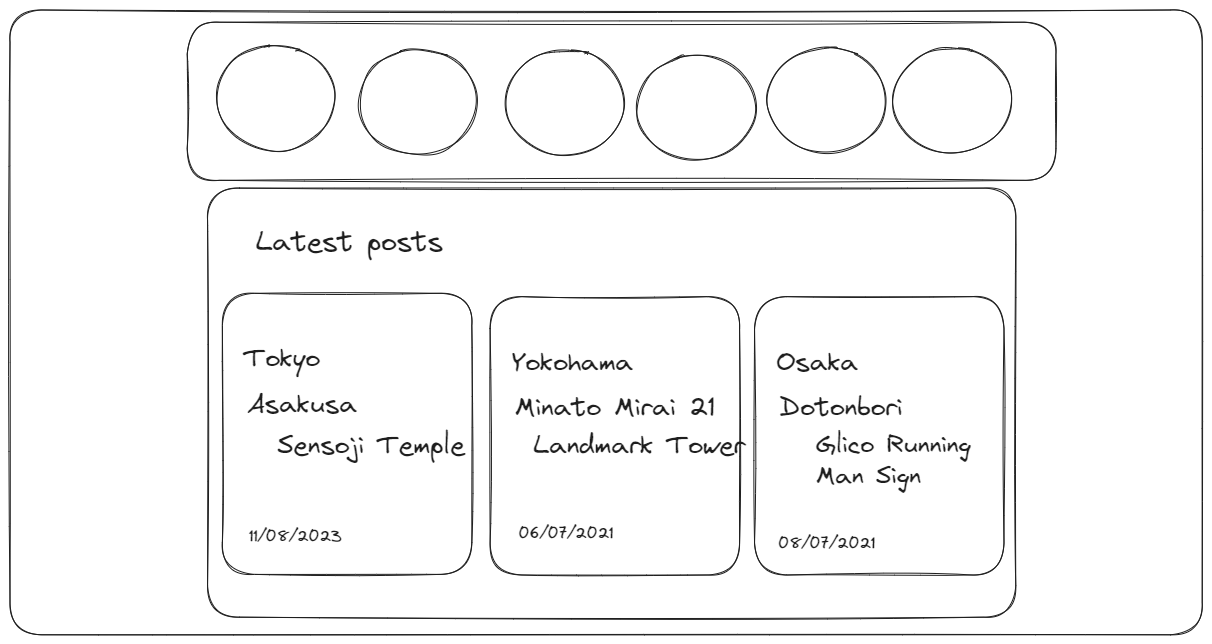 Latest posts
Tokyo
Asakusa
Sensoji Temple
11/08/2023
Yokohama
Minato Mirai 21
Landmark Tower
06/07/2021
Osaka
Dotonbori
Glico Running
Man Sign
08/07/2021